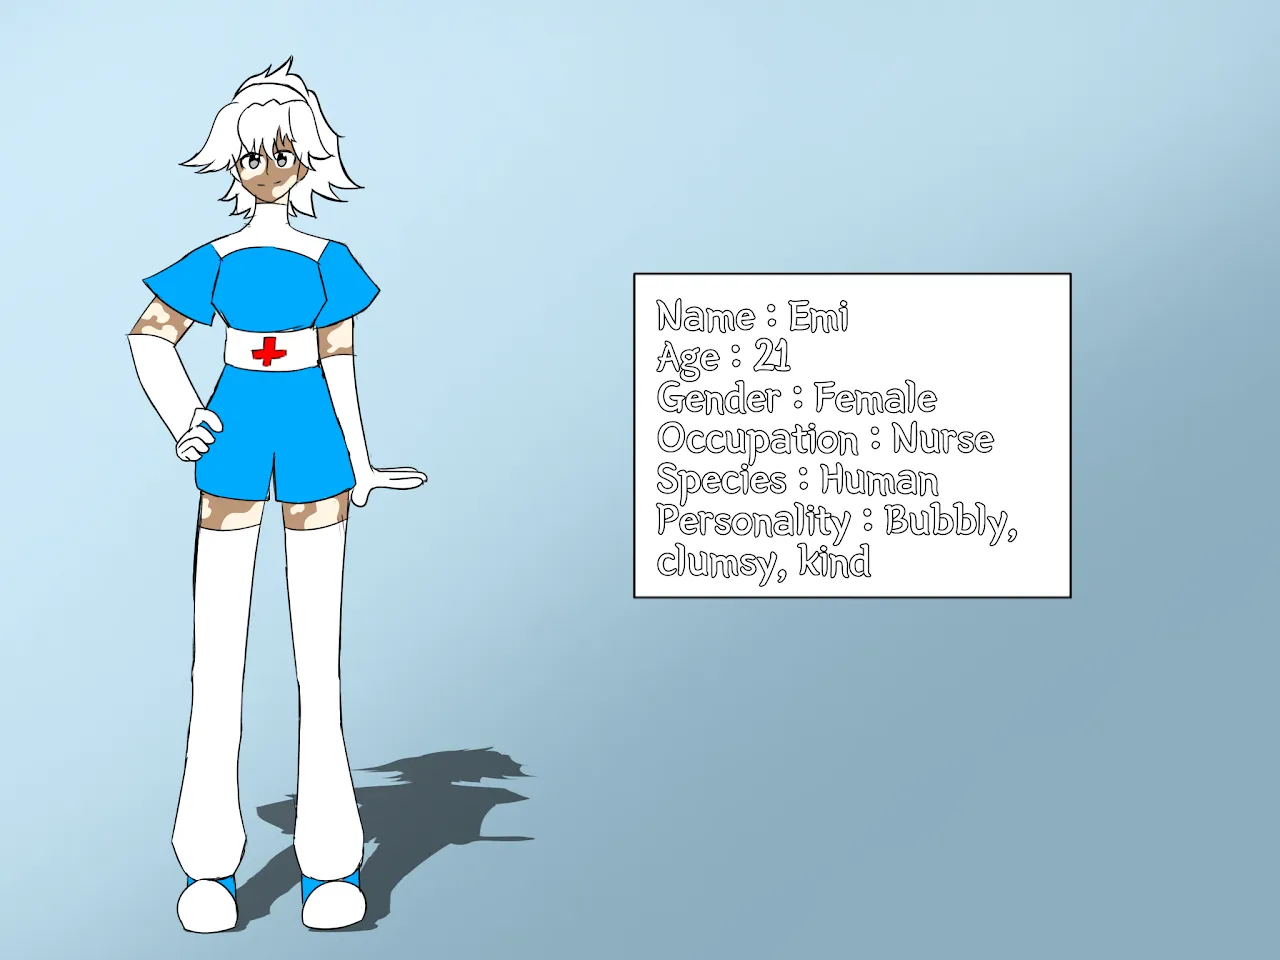 Name : Emi
Age : 21
Gender : Female
Occupation : Nurse
Species : Human
Personality : Bubbly,
clumsy, kind